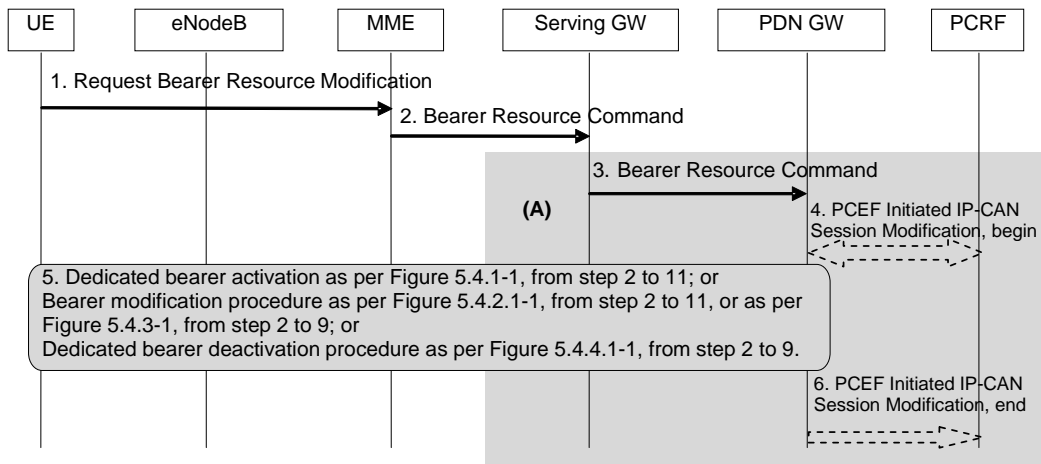 UE
eNodeB
MME
Serving GW
PDN GW
PCRF
1. Request Bearer Resource Modification
2. Bearer Resource Command
3. Bearer Resource Command
(A)
4. PCEF Initiated IP-CAN
Session Modification, begin
5. Dedicated bearer activation as per Figure 5.4.1-1, from step 2 to 11; or
Bearer modification procedure as per Figure 5.4.2.1-1, from step 2 to 11, or as per
Figure 5.4.3-1, from step 2 to 9; or
Dedicated bearer deactivation procedure as per Figure 5.4.4.1-1, from step 2 to 9.
6. PCEF Initiated IP-CAN
Session Modification, end